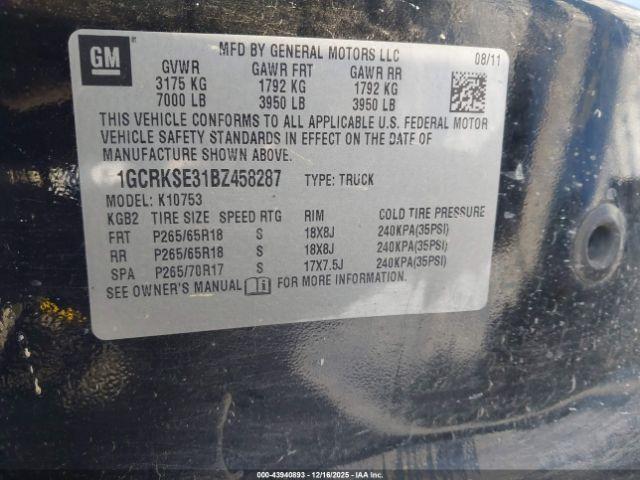 GM
MFD BY GENERAL MOTORS LLC 08/11
GVWR GAWR FRT GAWR RR
3175 KG 1792 KG 1792 KG
7000 LB 3950 LB 3950 LB
THIS VEHICLE CONFORMS TO ALL APPLICABLE U.S. FEDERAL MOTOR
VEHICLE SAFETY STANDARDS IN EFFECT ON THE DATE OF
MANUFACTURE SHOWN ABOVE.
1GCRKSE31BZ458287 TYPE: TRUCK
MODEL: K10753
KGB2 TIRE SIZE SPEED RTG RIM COLD TIRE PRESSURE
FRT P265/65R18 S 18X8J 240KPA(35PSI)
RR P265/65R18 S 18X8J 240KPA(35PSI)
SPA P265/70R17 S 17X7.5J 240KPA(35PSI)
SEE OWNER'S MANUAL i FOR MORE INFORMATION
000-43940893 12/16/2025 IAAI.com